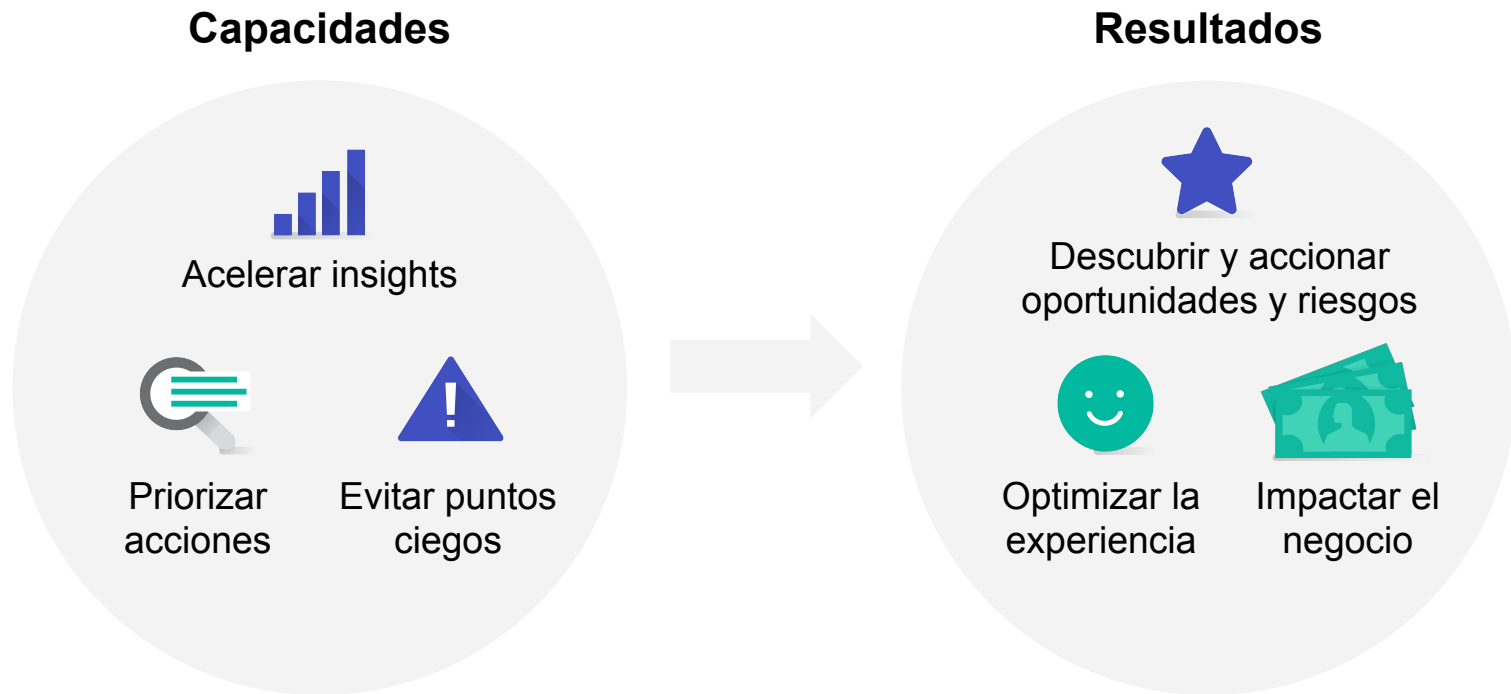 Capacidades
Acelerar insights
Priorizar
acciones
Evitar puntos
ciegos
Resultados
Descubrir y accionar
oportunidades y riesgos
Optimizar la
experiencia
Impactar el
negocio